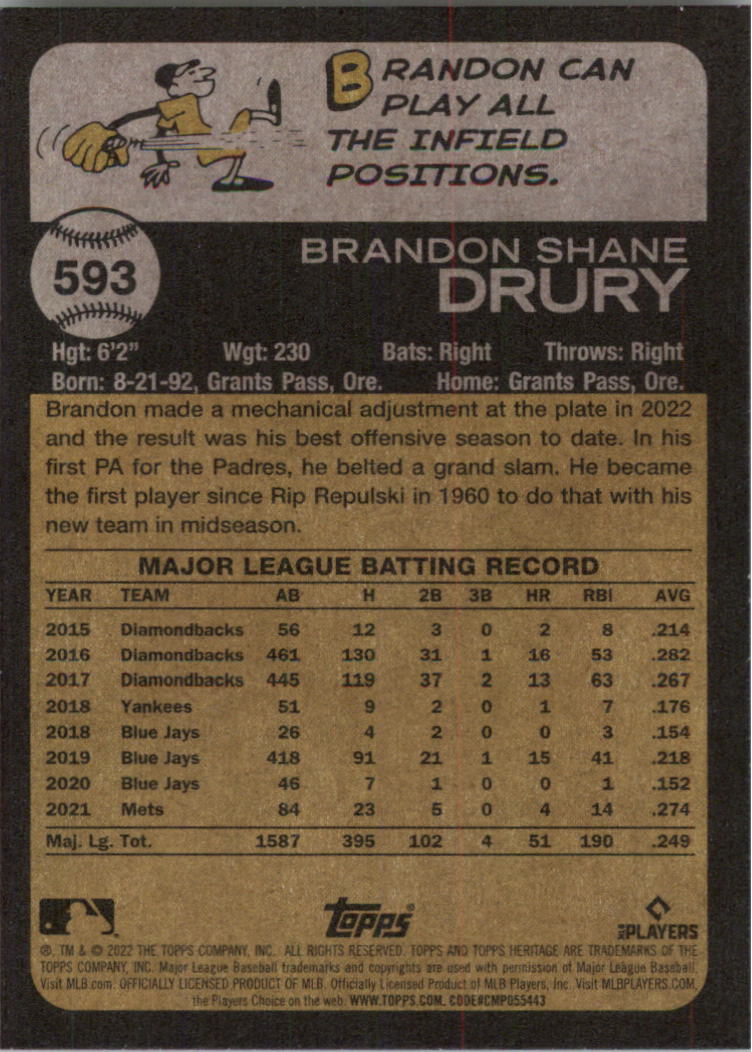 BRANDON CAN
PLAY ALL
THE INFIELD
POSITIONS.
593
BRANDON SHANE
DRURY
Hgt: 6'2" Wgt: 230 Bats: Right Throws: Right
Born: 8-21-92, Grants Pass, Ore. Home: Grants Pass, Ore.
Brandon made a mechanical adjustment at the plate in 2022
and the result was his best offensive season to date. In his
first PA for the Padres, he belted a grand slam. He became
the first player since Rip Repulski in 1960 to do that with his
new team in midseason.
MAJOR LEAGUE BATTING RECORD
YEAR TEAM AB H 2B 3B HR RBI AVG
2015 Diamondbacks 56 12 3 0 2 8 .214
2016 Diamondbacks 461 130 31 1 16 53 .282
2017 Diamondbacks 445 119 37 2 13 63 .267
2018 Yankees 51 9 2 0 1 7 .176
2018 Blue Jays 26 4 2 0 0 3 .154
2019 Blue Jays 418 91 21 1 15 41 .218
2020 Blue Jays 46 7 1 0 0 1 .152
2021 Mets 84 23 5 0 4 14 .274
Maj. Lg. Tot. 1587 395 102 4 51 190 .249
Topps® MLB PLAYERS
®, TM & © 2022 THE TOPPS COMPANY, INC. ALL RIGHTS RESERVED. TOPPS AND TOPPS HERITAGE ARE TRADEMARKS OF THE
TOPPS COMPANY, INC. Major League Baseball trademarks and copyrights are used with permission of Major League Baseball.
Visit MLB.com. OFFICIALLY LICENSED PRODUCT OF MLB. Officially Licensed Product of MLB Players, Inc. Visit MLBPLAYERS.COM,
the Players Choice on the web. WWW.TOPPS.COM. CODE#CMP055443